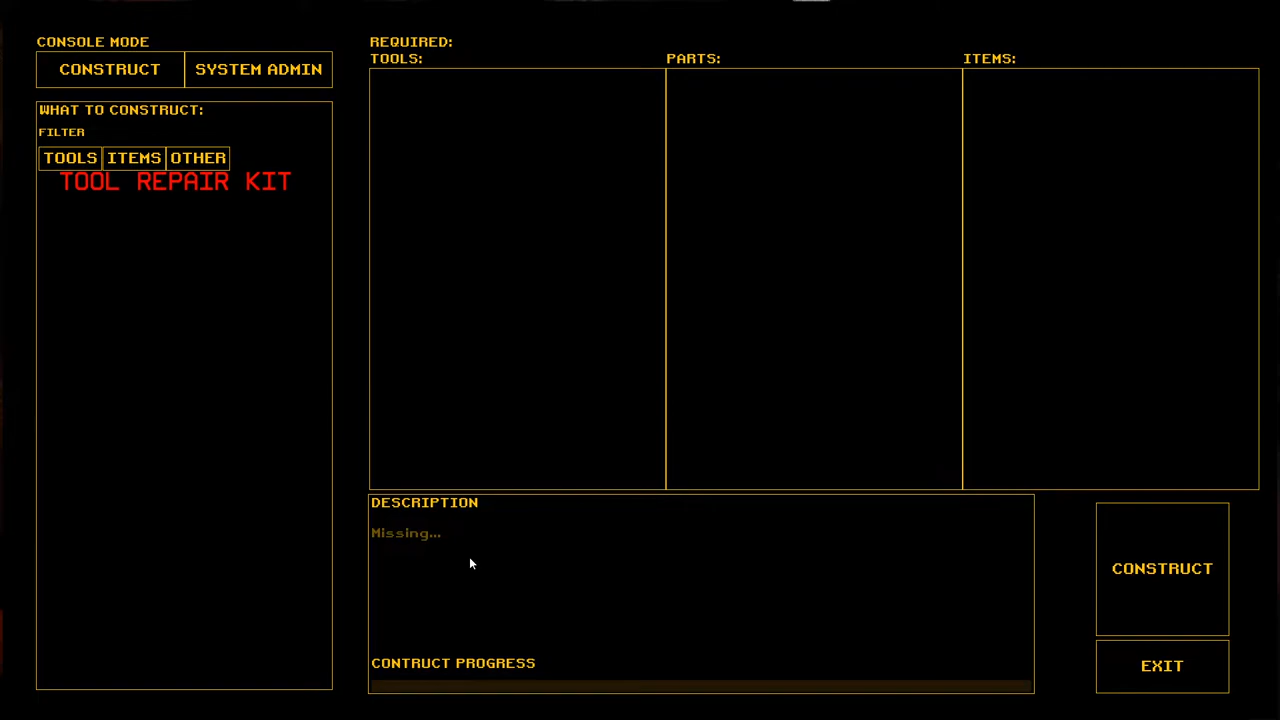 CONSOLE MODE
CONSTRUCT
SYSTEM ADMIN
WHAT TO CONSTRUCT:
FILTER
TOOLS ITEMS OTHER
TOOL REPAIR KIT
REQUIRED:
TOOLS:
PARTS:
ITEMS:
DESCRIPTION
Missing...
CONTRUCT PROGRESS
CONSTRUCT
EXIT